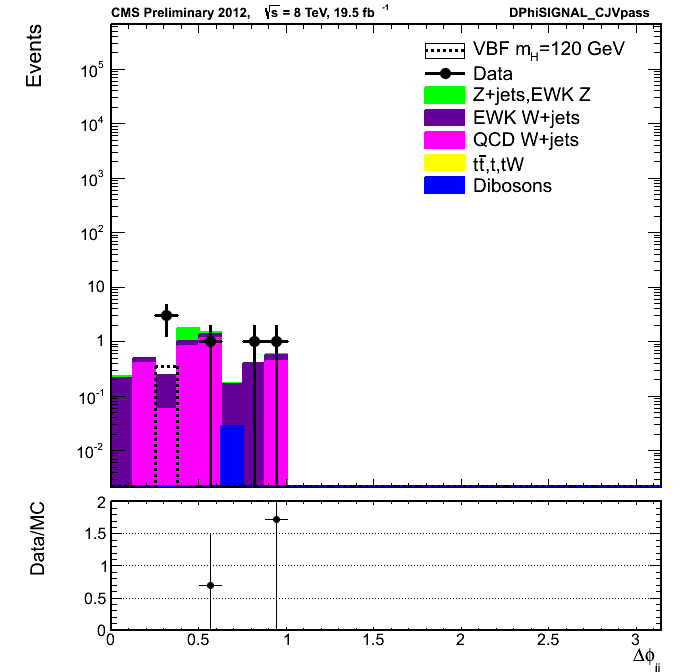 CMS Preliminary 2012, √s = 8 TeV, 19.5 fb⁻¹ DPhiSIGNAL_CJVpass
Events
VBF m_H=120 GeV
Data
Z+jets,EWK Z
EWK W+jets
QCD W+jets
tt̄,t,tW
Dibosons
10⁵
10⁴
10³
10²
10
1
10⁻¹
10⁻²
Data/MC
2
1.5
1
0.5
0
0 0.5 1 1.5 2 2.5 3
Δϕ_jj